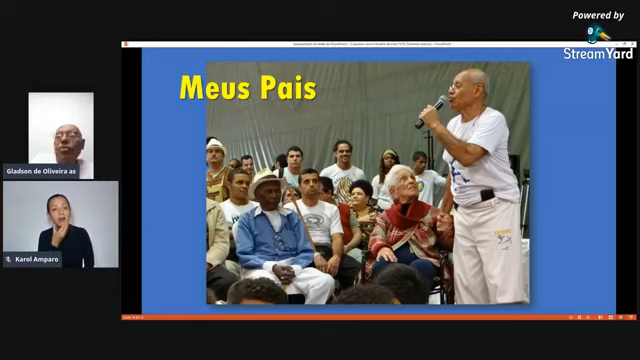 Powered by
StreamYard
Meus Pais
Gladson de Oliveira as
Karol Amparo